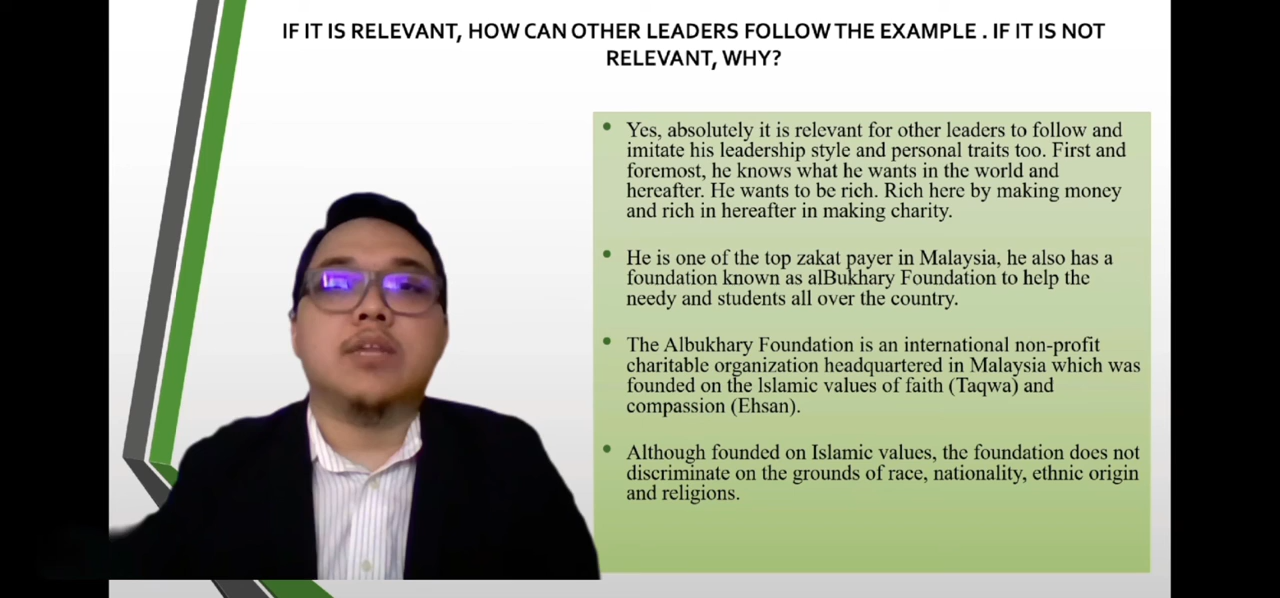 IF IT IS RELEVANT, HOW CAN OTHER LEADERS FOLLOW THE EXAMPLE . IF IT IS NOT
RELEVANT, WHY?
• Yes, absolutely it is relevant for other leaders to follow and
imitate his leadership style and personal traits too. First and
foremost, he knows what he wants in the world and
hereafter. He wants to be rich. Rich here by making money
and rich in hereafter in making charity.
• He is one of the top zakat payer in Malaysia, he also has a
foundation known as alBukhary Foundation to help the
needy and students all over the country.
• The Albukhary Foundation is an international non-profit
charitable organization headquartered in Malaysia which was
founded on the Islamic values of faith (Taqwa) and
compassion (Ehsan).
• Although founded on Islamic values, the foundation does not
discriminate on the grounds of race, nationality, ethnic origin
and religions.